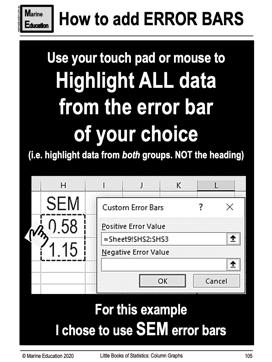 Marine
Education
How to add ERROR BARS
Use your touch pad or mouse to
Highlight ALL data
from the error bar
of your choice
(i.e. highlight data from both groups. NOT the heading)
H I J K L
SEM
0.58
1.15
Custom Error Bars ? ×
Positive Error Value
=Sheet9!$H$2:$H$3
Negative Error Value
OK Cancel
For this example
I chose to use SEM error bars
© Marine Education 2020 Little Books of Statistics: Column Graphs 105